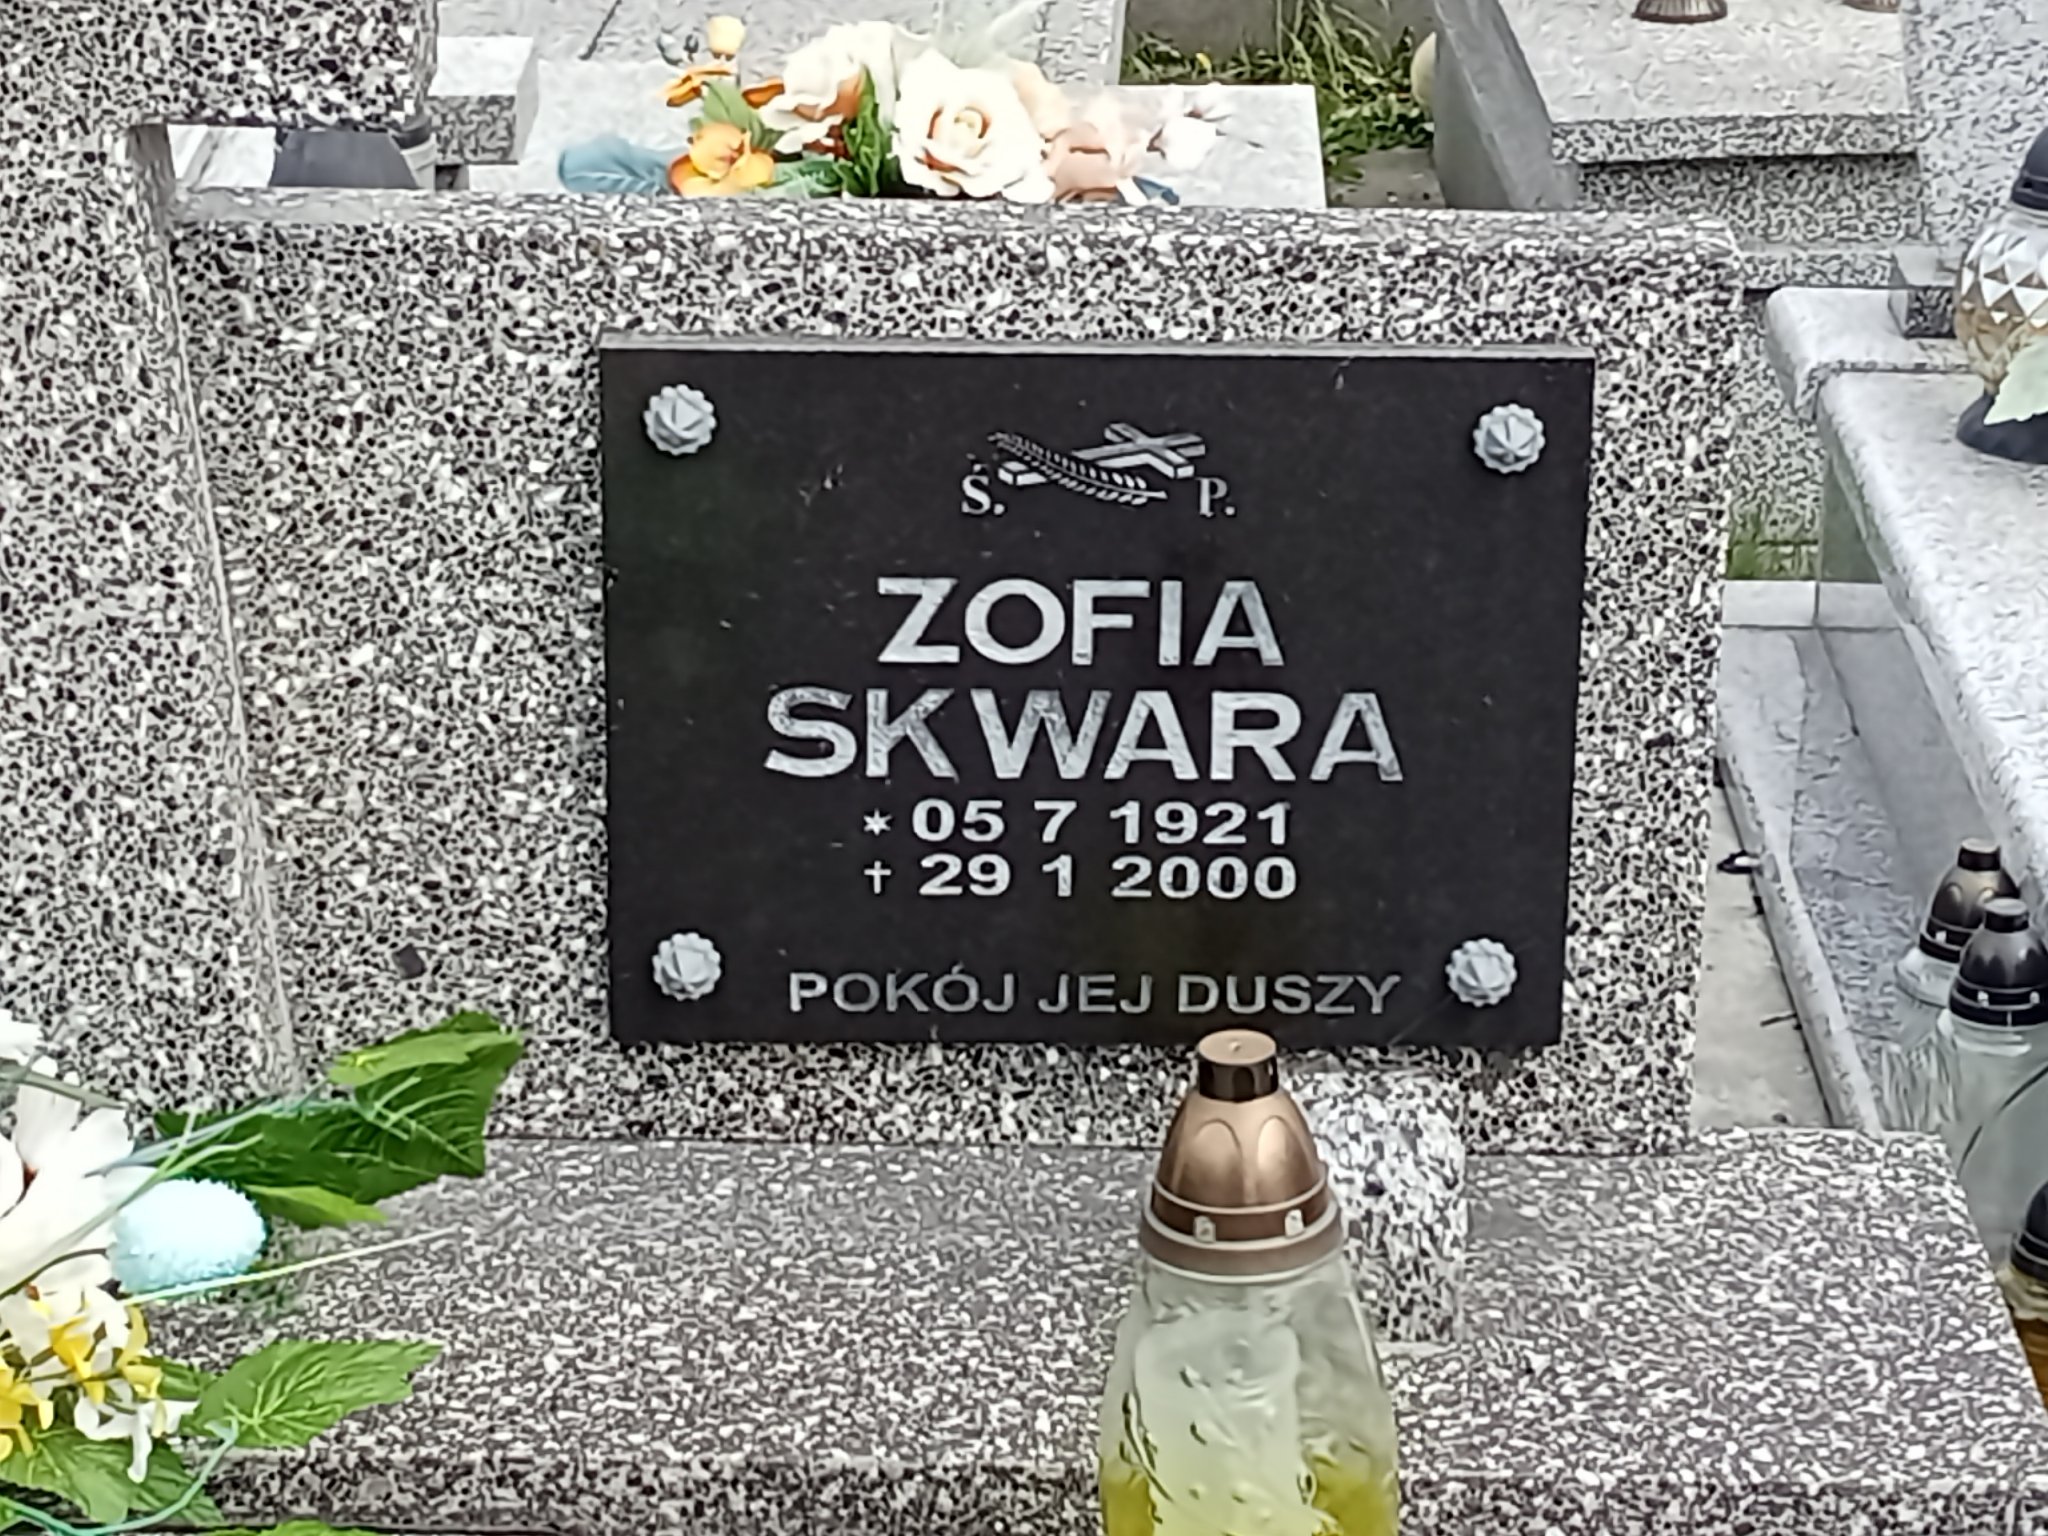 Ś. P.
ZOFIA
SKWARA
* 05 7 1921
† 29 1 2000
POKÓJ JEJ DUSZY